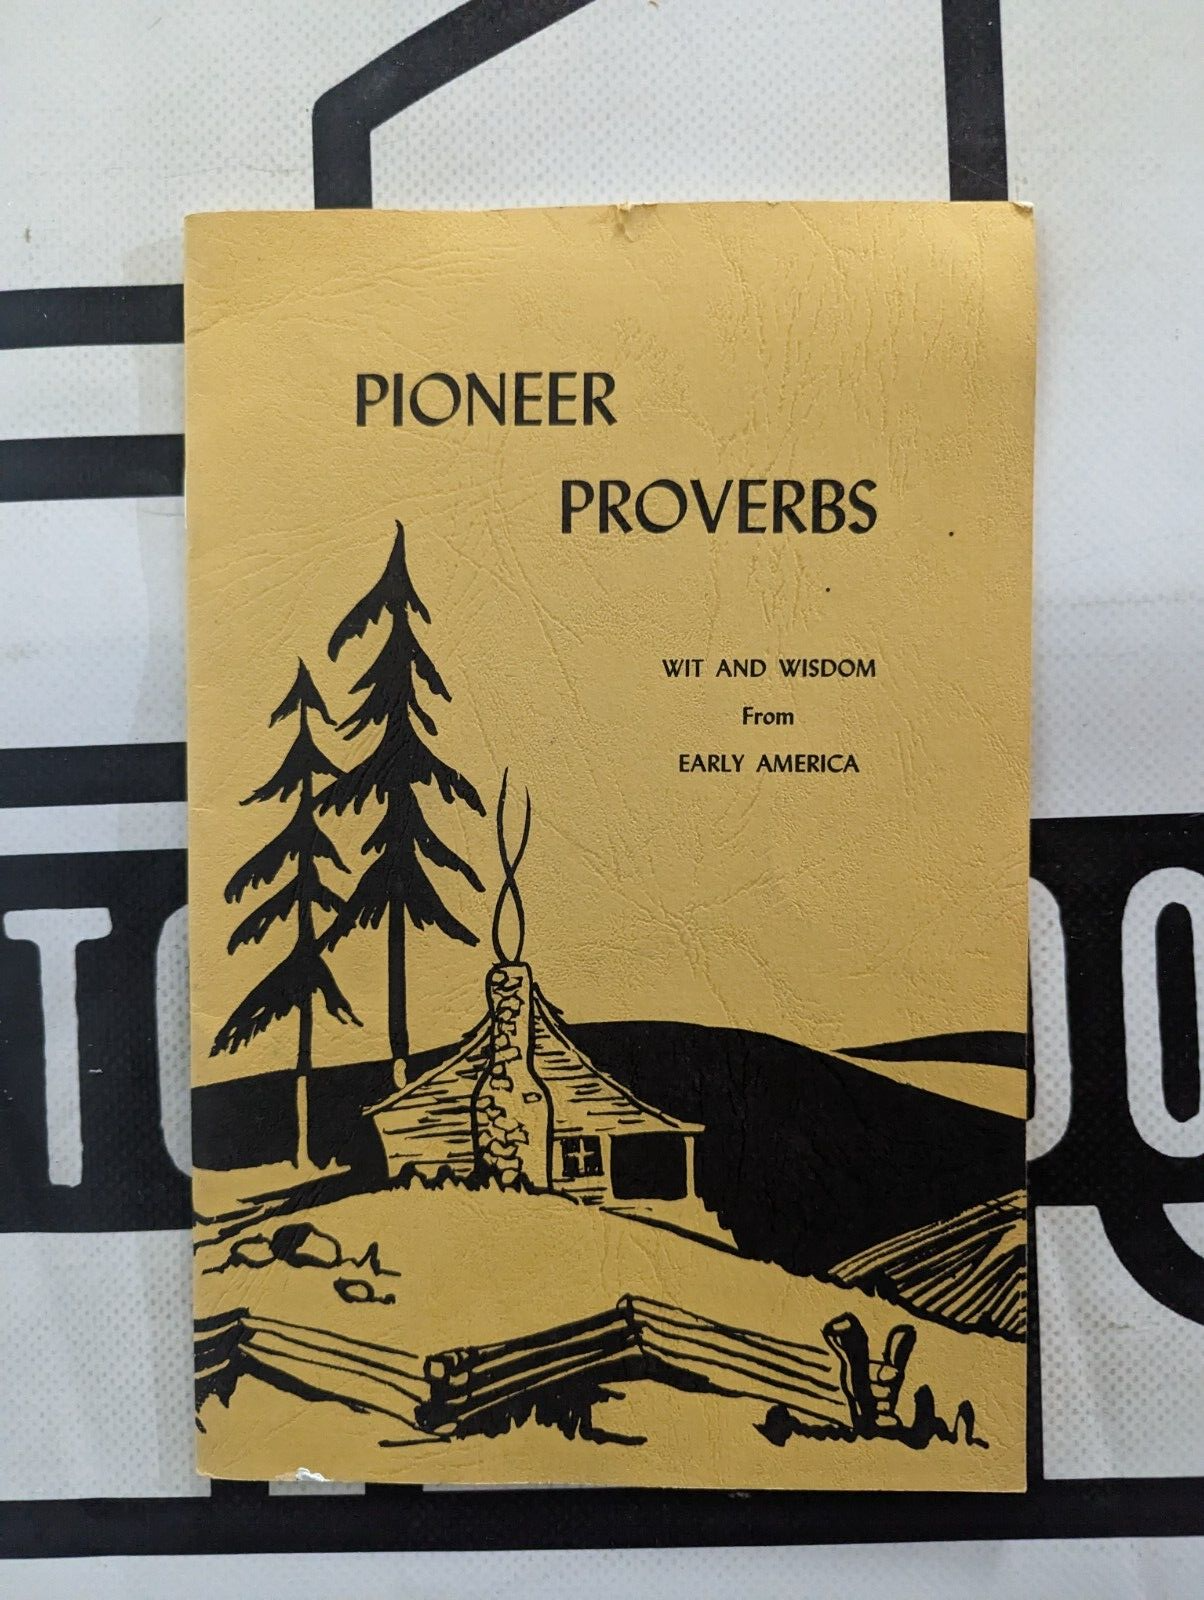 PIONEER
PROVERBS
WIT AND WISDOM
From
EARLY AMERICA